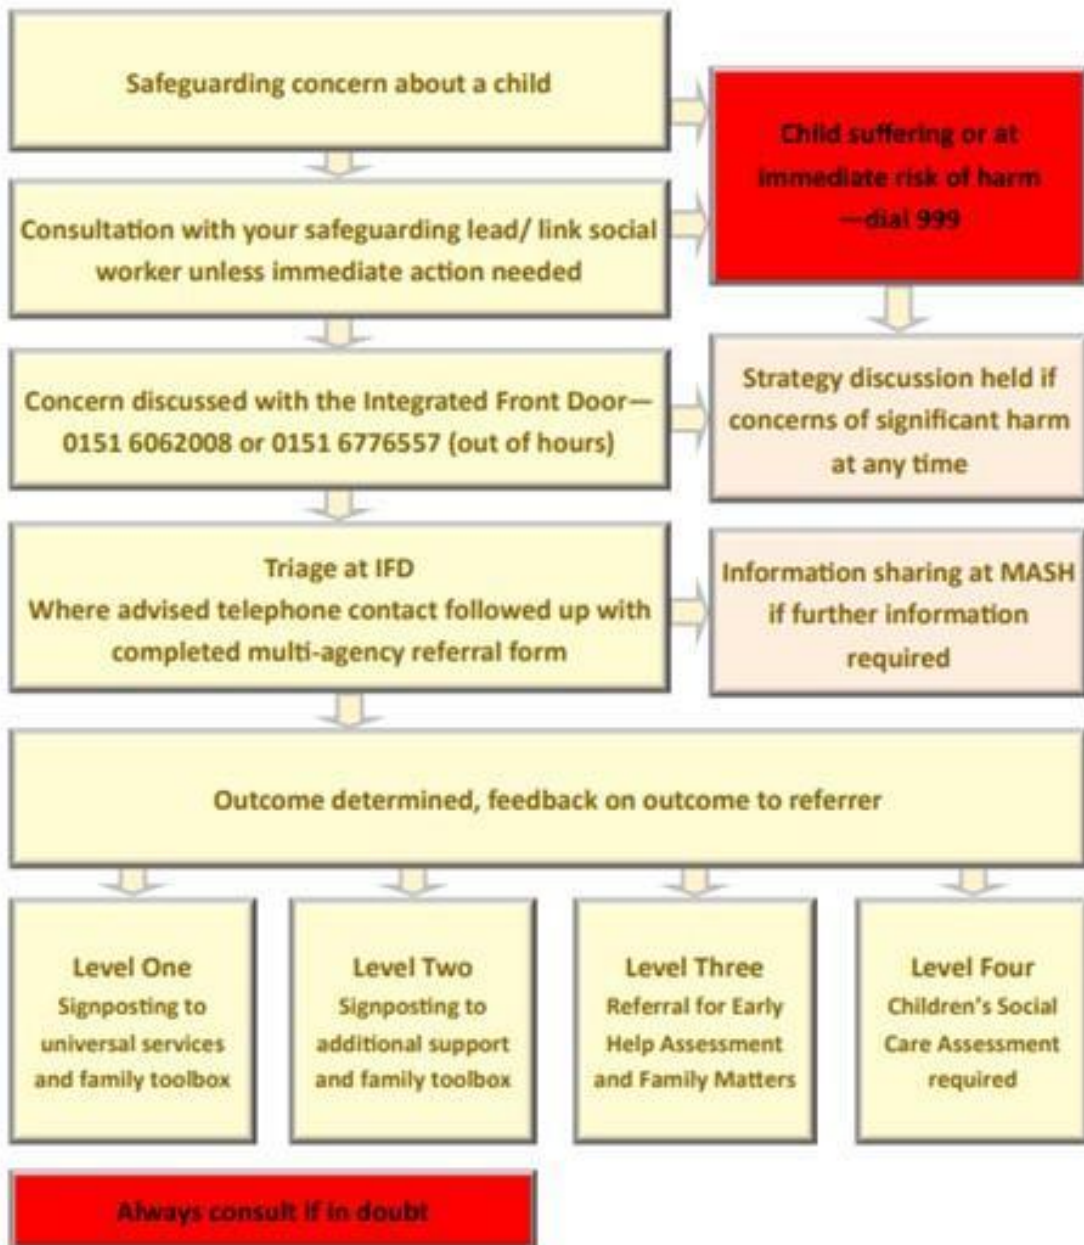 Safeguarding concern about a child
Child suffering or at
immediate risk of harm
—dial 999
Consultation with your safeguarding lead/ link social
worker unless immediate action needed
Concern discussed with the Integrated Front Door—
0151 6062008 or 0151 6776557 (out of hours)
Strategy discussion held if
concerns of significant harm
at any time
Triage at IFD
Where advised telephone contact followed up with
completed multi-agency referral form
Information sharing at MASH
if further information
required
Outcome determined, feedback on outcome to referrer
Level One
Signposting to
universal services
and family toolbox
Level Two
Signposting to
additional support
and family toolbox
Level Three
Referral for Early
Help Assessment
and Family Matters
Level Four
Children's Social
Care Assessment
required
Always consult if in doubt